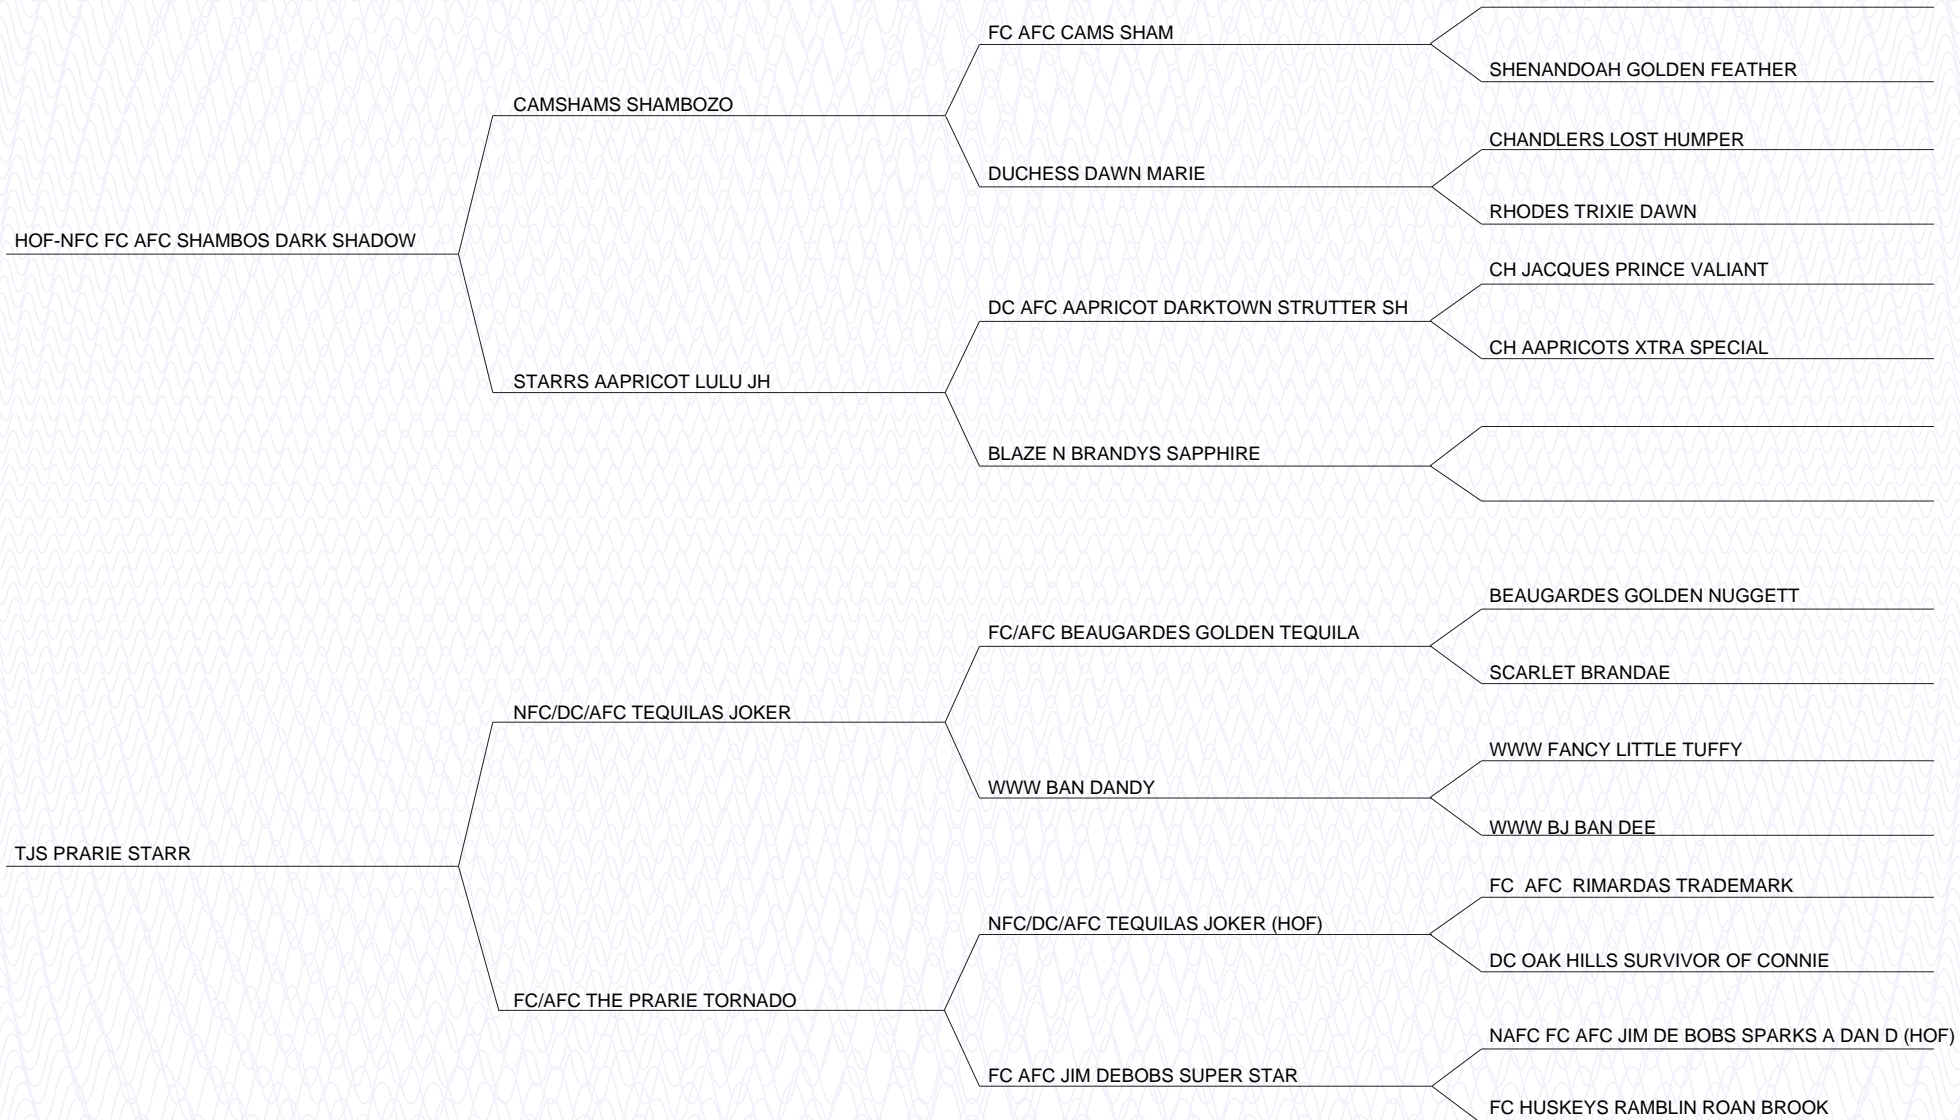 FC AFC CAMS SHAM
SHENANDOAH GOLDEN FEATHER
CAMSHAMS SHAMBOZO
CHANDLERS LOST HUMPER
DUCHESS DAWN MARIE
RHODES TRIXIE DAWN
HOF-NFC FC AFC SHAMBOS DARK SHADOW
CH JACQUES PRINCE VALIANT
DC AFC AAPRICOT DARKTOWN STRUTTER SH
CH AAPRICOTS XTRA SPECIAL
STARRS AAPRICOT LULU JH
BLAZE N BRANDYS SAPPHIRE
BEAUGARDES GOLDEN NUGGETT
FC/AFC BEAUGARDES GOLDEN TEQUILA
SCARLET BRANDAE
NFC/DC/AFC TEQUILAS JOKER
WWW FANCY LITTLE TUFFY
WWW BAN DANDY
WWW BJ BAN DEE
TJS PRARIE STARR
FC  AFC  RIMARDAS TRADEMARK
NFC/DC/AFC TEQUILAS JOKER (HOF)
DC OAK HILLS SURVIVOR OF CONNIE
FC/AFC THE PRARIE TORNADO
NAFC FC AFC JIM DE BOBS SPARKS A DAN D (HOF)
FC AFC JIM DEBOBS SUPER STAR
FC HUSKEYS RAMBLIN ROAN BROOK